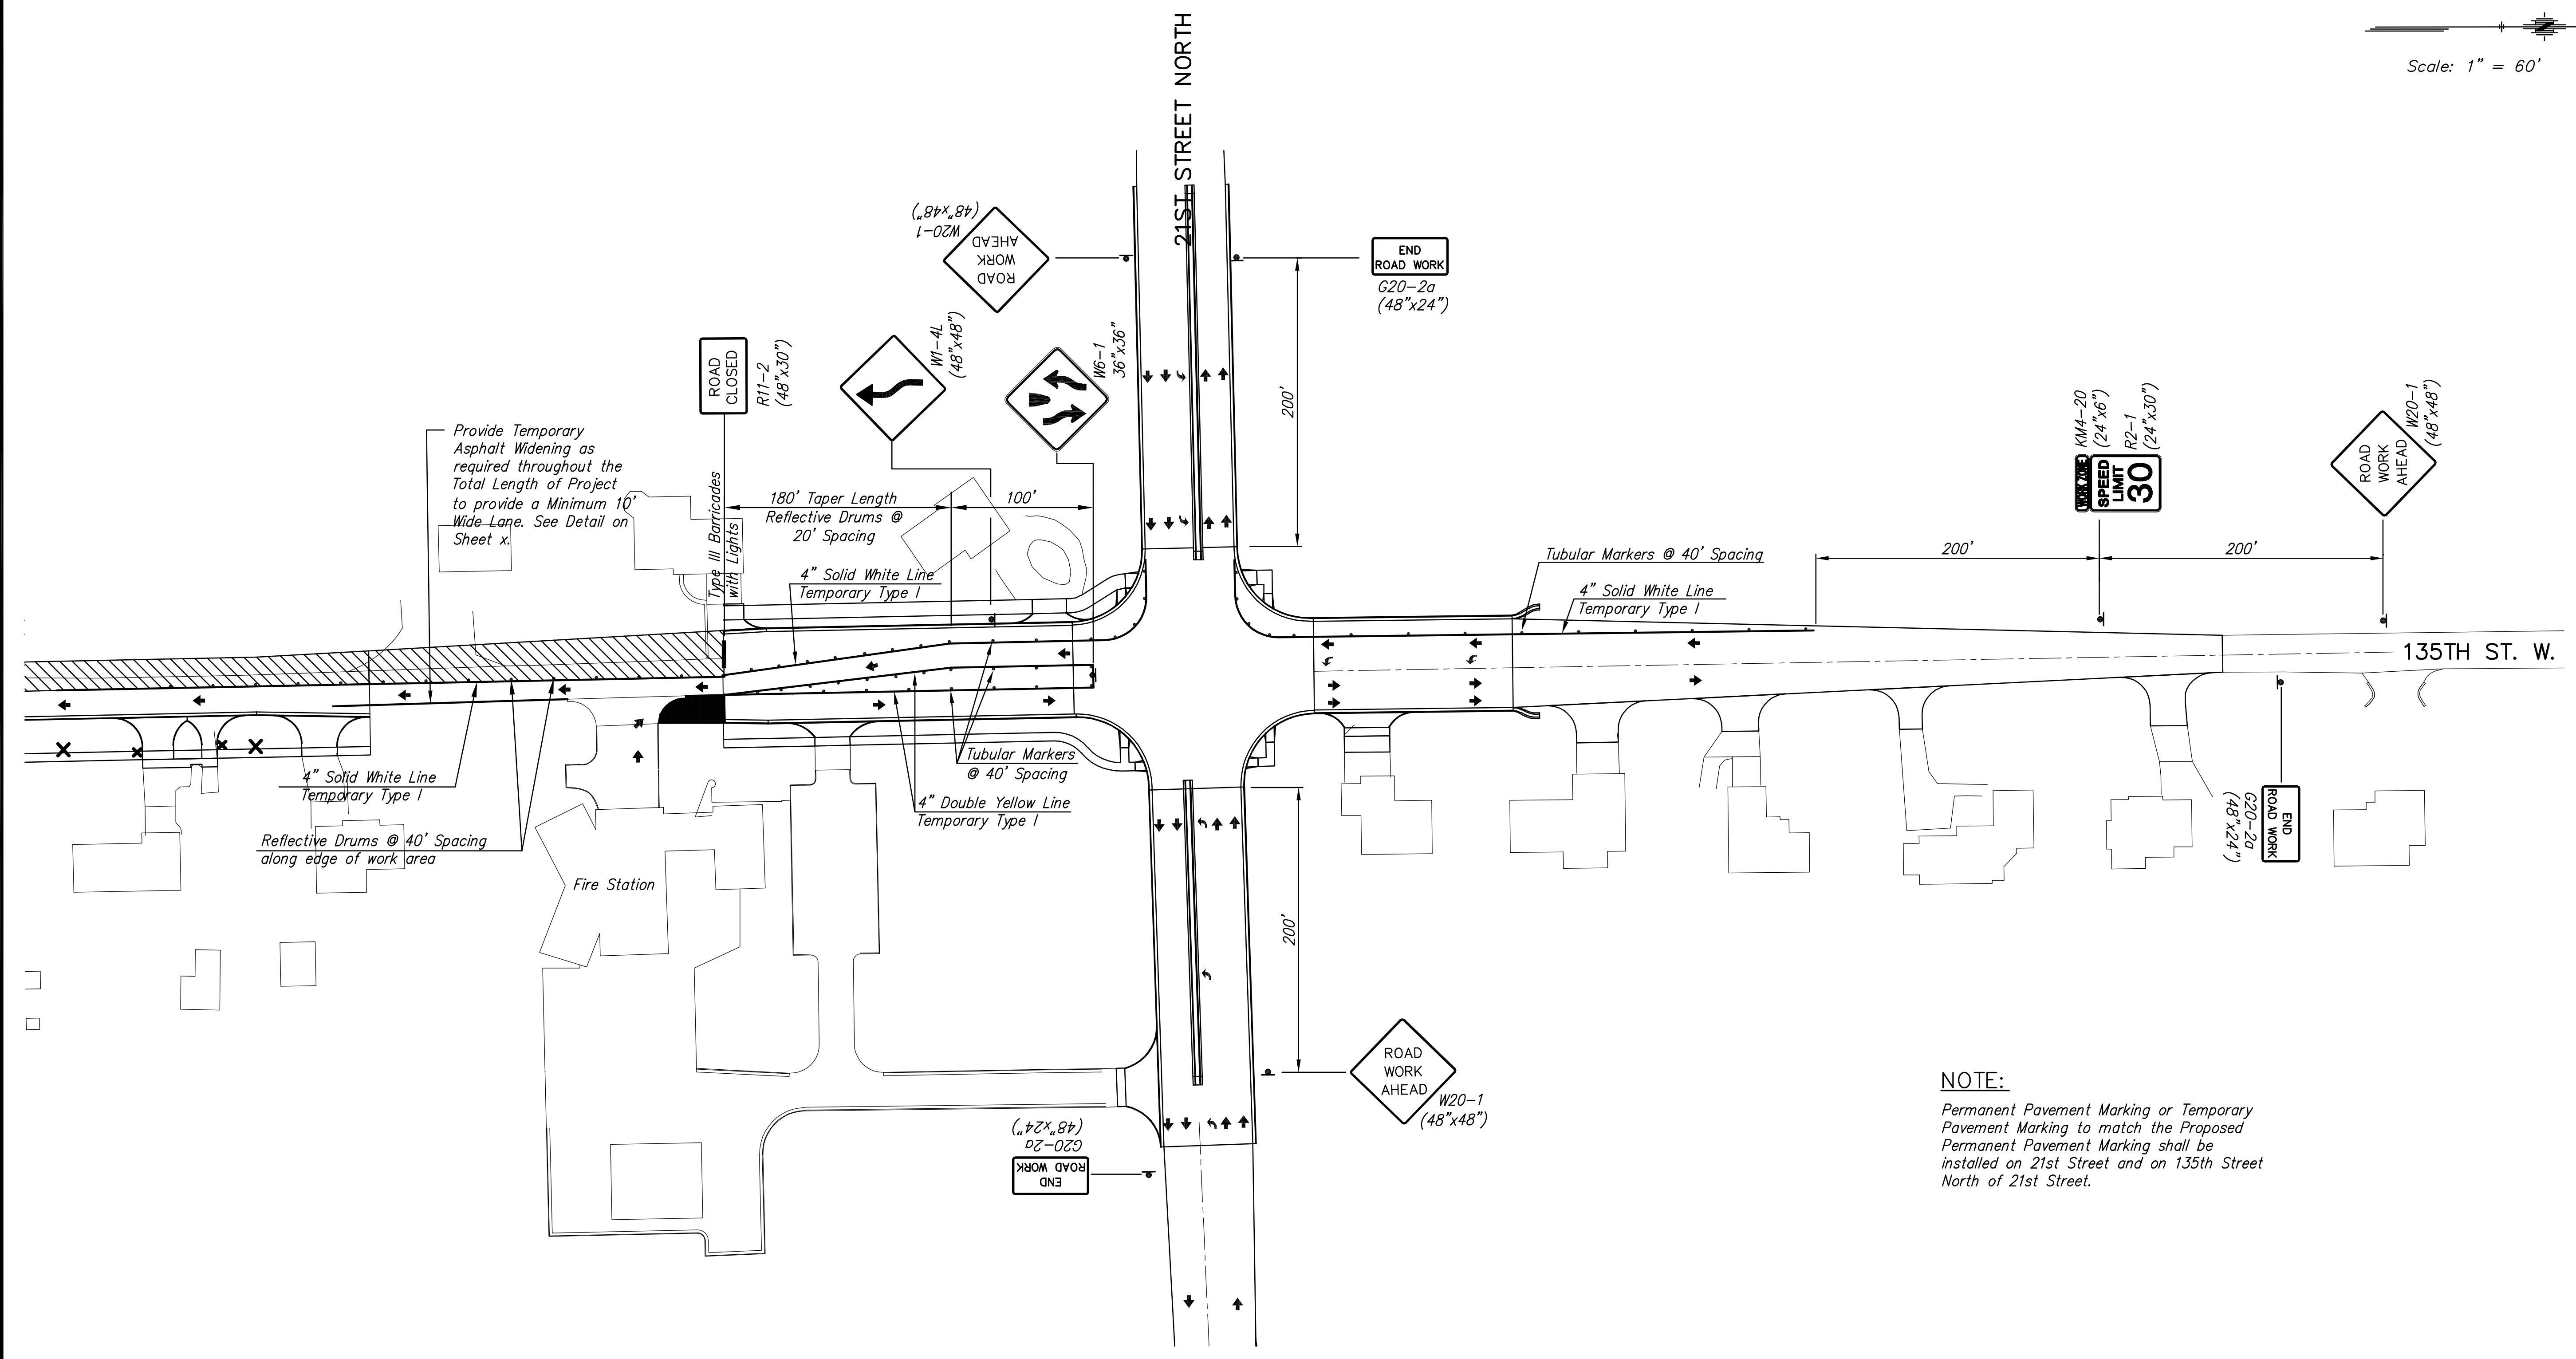 Scale: 1" = 60'
21ST STREET NORTH
ROAD
WORK
AHEAD
W20-1
(48"x48")
END
ROAD WORK
G20-2a
(48"x24")
200'
ROAD
CLOSED
R11-2
(48"x30")
W1-4L
(48"x48")
W6-1
36"x36"
Provide Temporary
Asphalt Widening as
required throughout the
Total Length of Project
to provide a Minimum 10'
Wide Lane. See Detail on
Sheet x.
Type III Barricades
with Lights
180' Taper Length
Reflective Drums @
20' Spacing
100'
4" Solid White Line
Temporary Type I
Tubular Markers @ 40' Spacing
4" Solid White Line
Temporary Type I
200'
200'
KM4-20
(24"x6")
R2-1
(24"x30")
WORK ZONE
SPEED
LIMIT
30
ROAD
WORK
AHEAD
W20-1
(48"x48")
135TH ST. W.
4" Solid White Line
Temporary Type I
Reflective Drums @ 40' Spacing
along edge of work area
Tubular Markers
@ 40' Spacing
4" Double Yellow Line
Temporary Type I
Fire Station
200'
END
ROAD WORK
G20-2a
(48"x24")
ROAD
WORK
AHEAD
W20-1
(48"x48")
END
ROAD WORK
G20-2a
(48"x24")
NOTE:
Permanent Pavement Marking or Temporary
Pavement Marking to match the Proposed
Permanent Pavement Marking shall be
installed on 21st Street and on 135th Street
North of 21st Street.